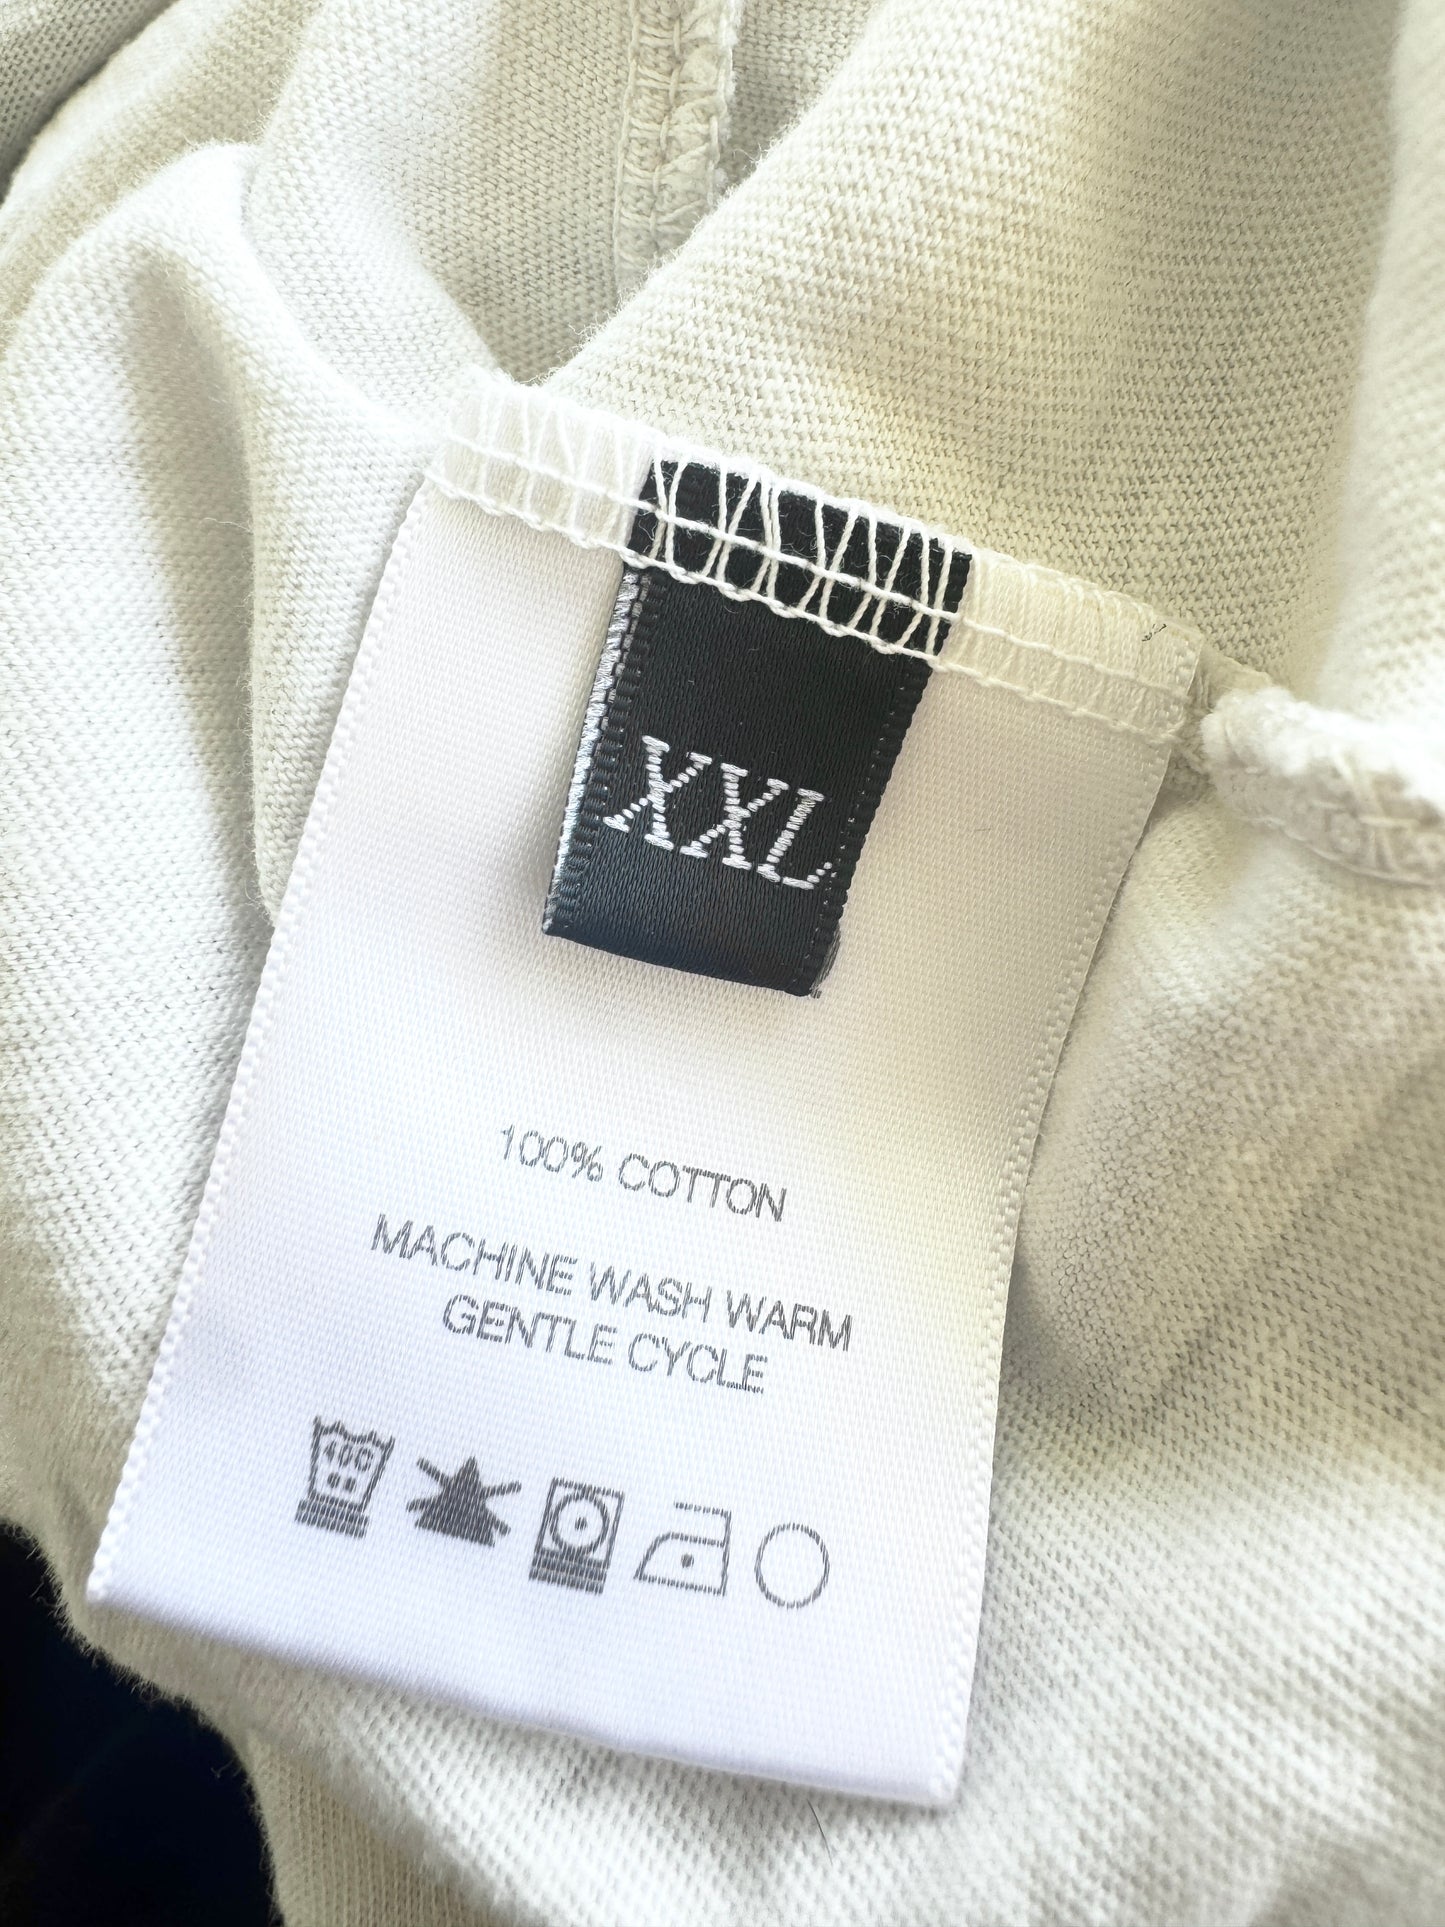 XXL
100% COTTON
MACHINE WASH WARM
GENTLE CYCLE